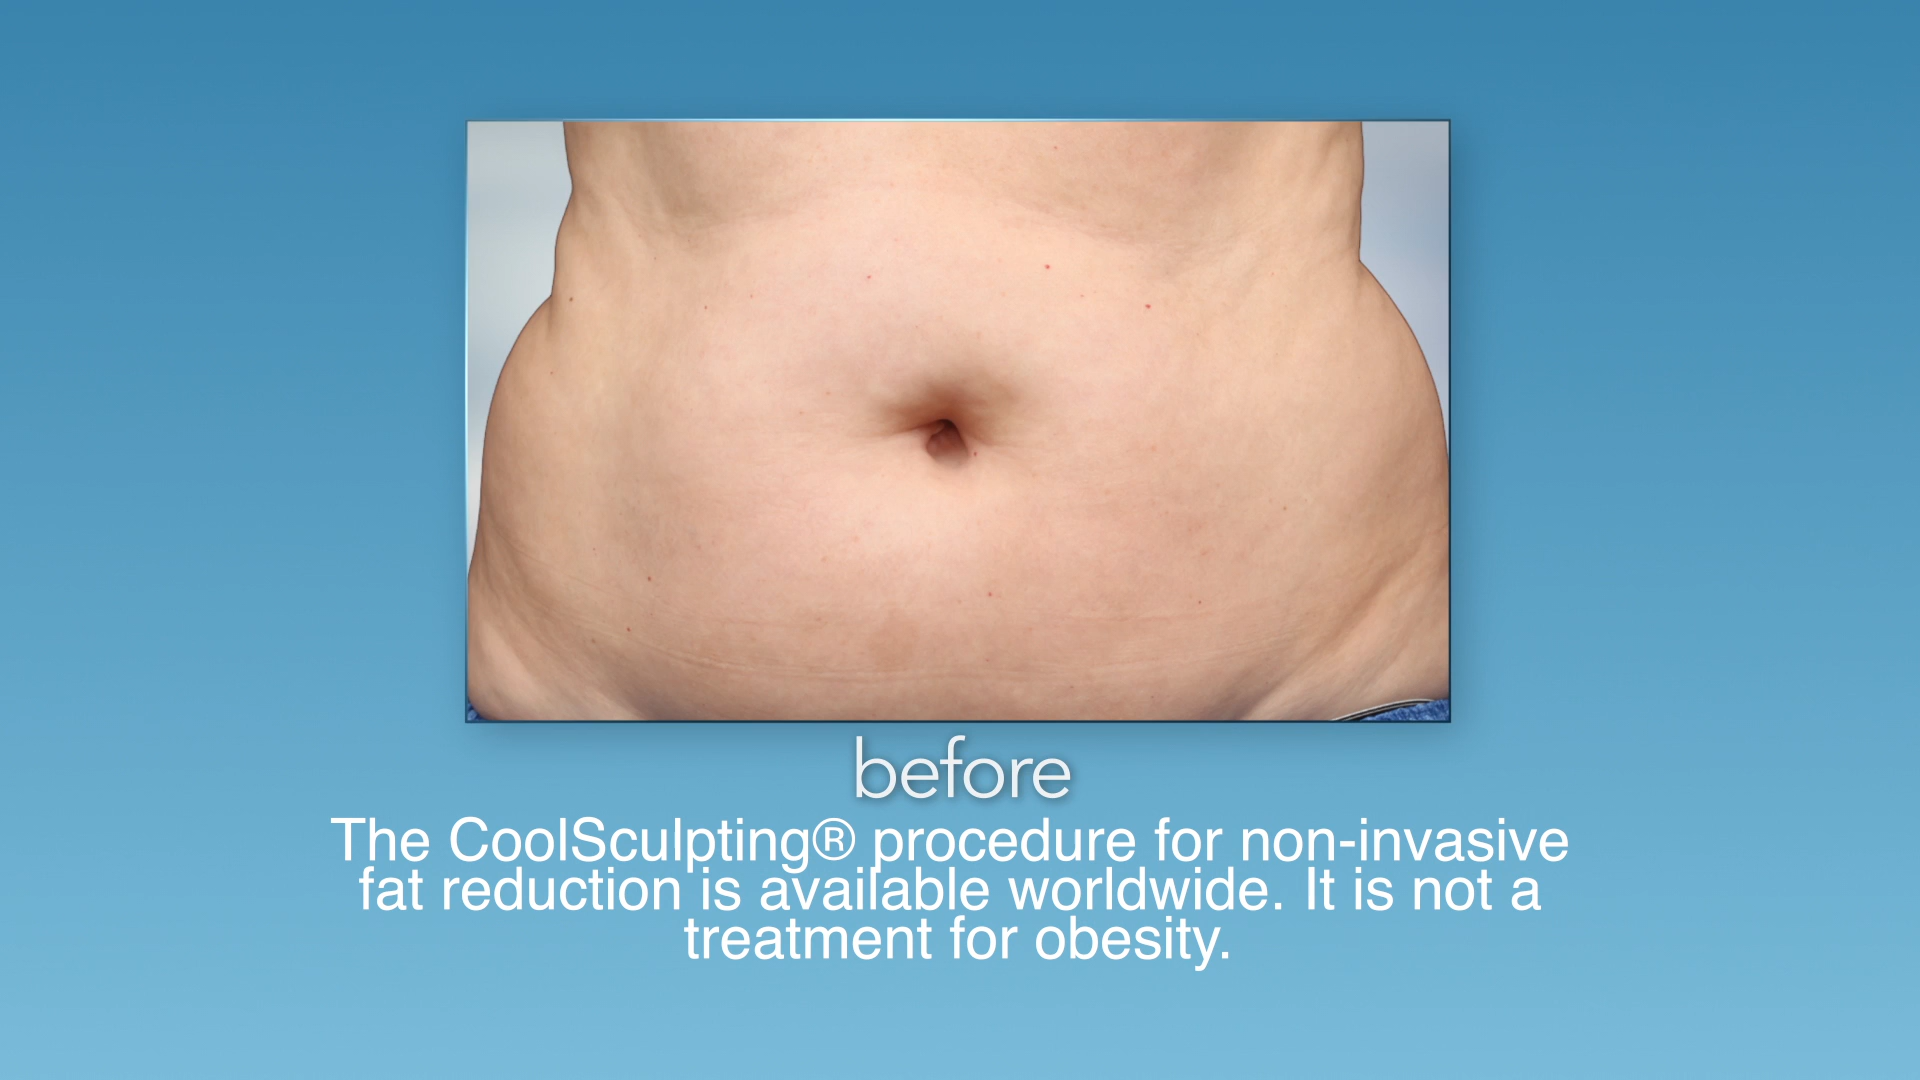 before
The CoolSculpting® procedure for non-invasive
fat reduction is available worldwide. It is not a
treatment for obesity.